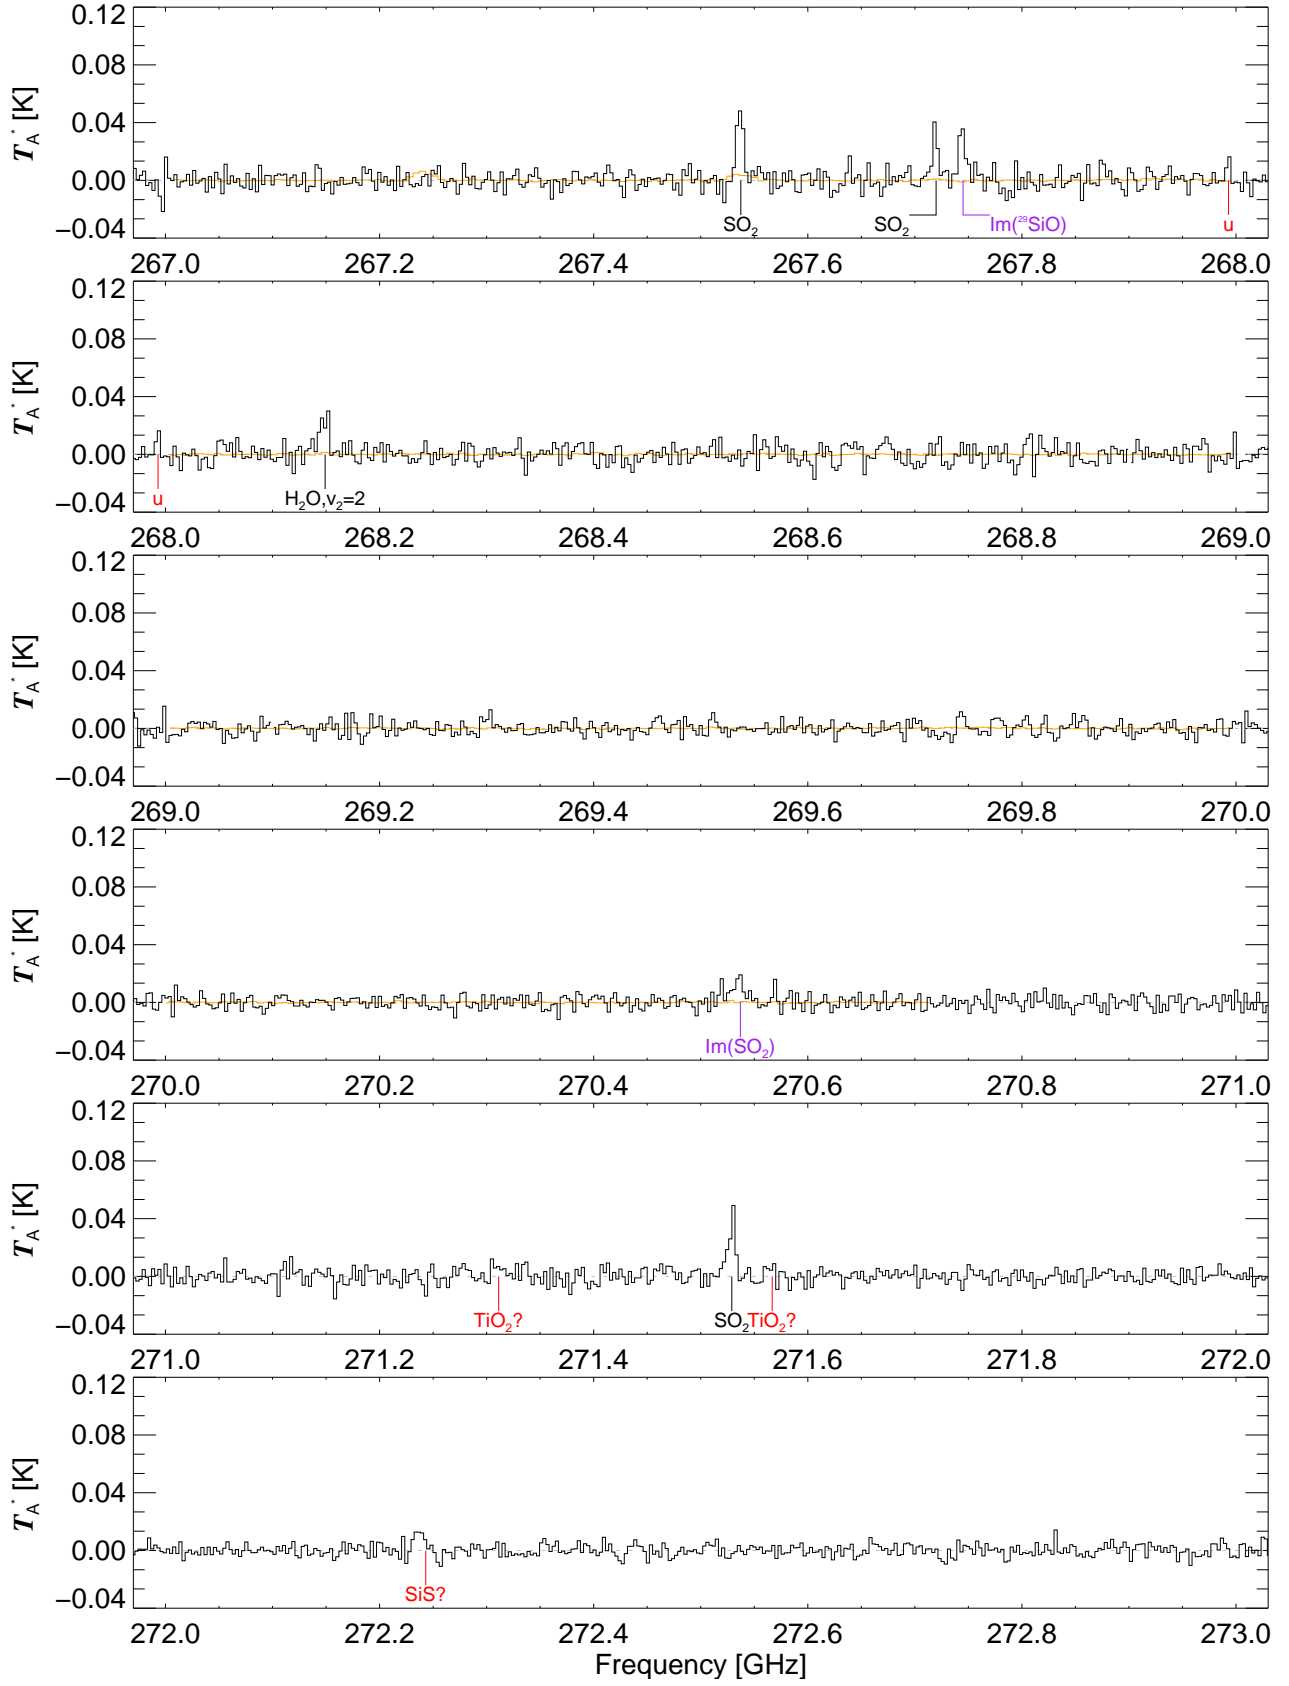 0.12
0.08
0.04
0.00
−0.04
T_A^* [K]
SO₂
SO₂
Im(²⁹SiO)
u
267.0 267.2 267.4 267.6 267.8 268.0
0.12
0.08
0.04
0.00
−0.04
T_A^* [K]
u
H₂O,v₂=2
268.0 268.2 268.4 268.6 268.8 269.0
0.12
0.08
0.04
0.00
−0.04
T_A^* [K]
269.0 269.2 269.4 269.6 269.8 270.0
0.12
0.08
0.04
0.00
−0.04
T_A^* [K]
Im(SO₂)
270.0 270.2 270.4 270.6 270.8 271.0
0.12
0.08
0.04
0.00
−0.04
T_A^* [K]
TiO₂?
SO₂
TiO₂?
271.0 271.2 271.4 271.6 271.8 272.0
0.12
0.08
0.04
0.00
−0.04
T_A^* [K]
SiS?
272.0 272.2 272.4 272.6 272.8 273.0
Frequency [GHz]